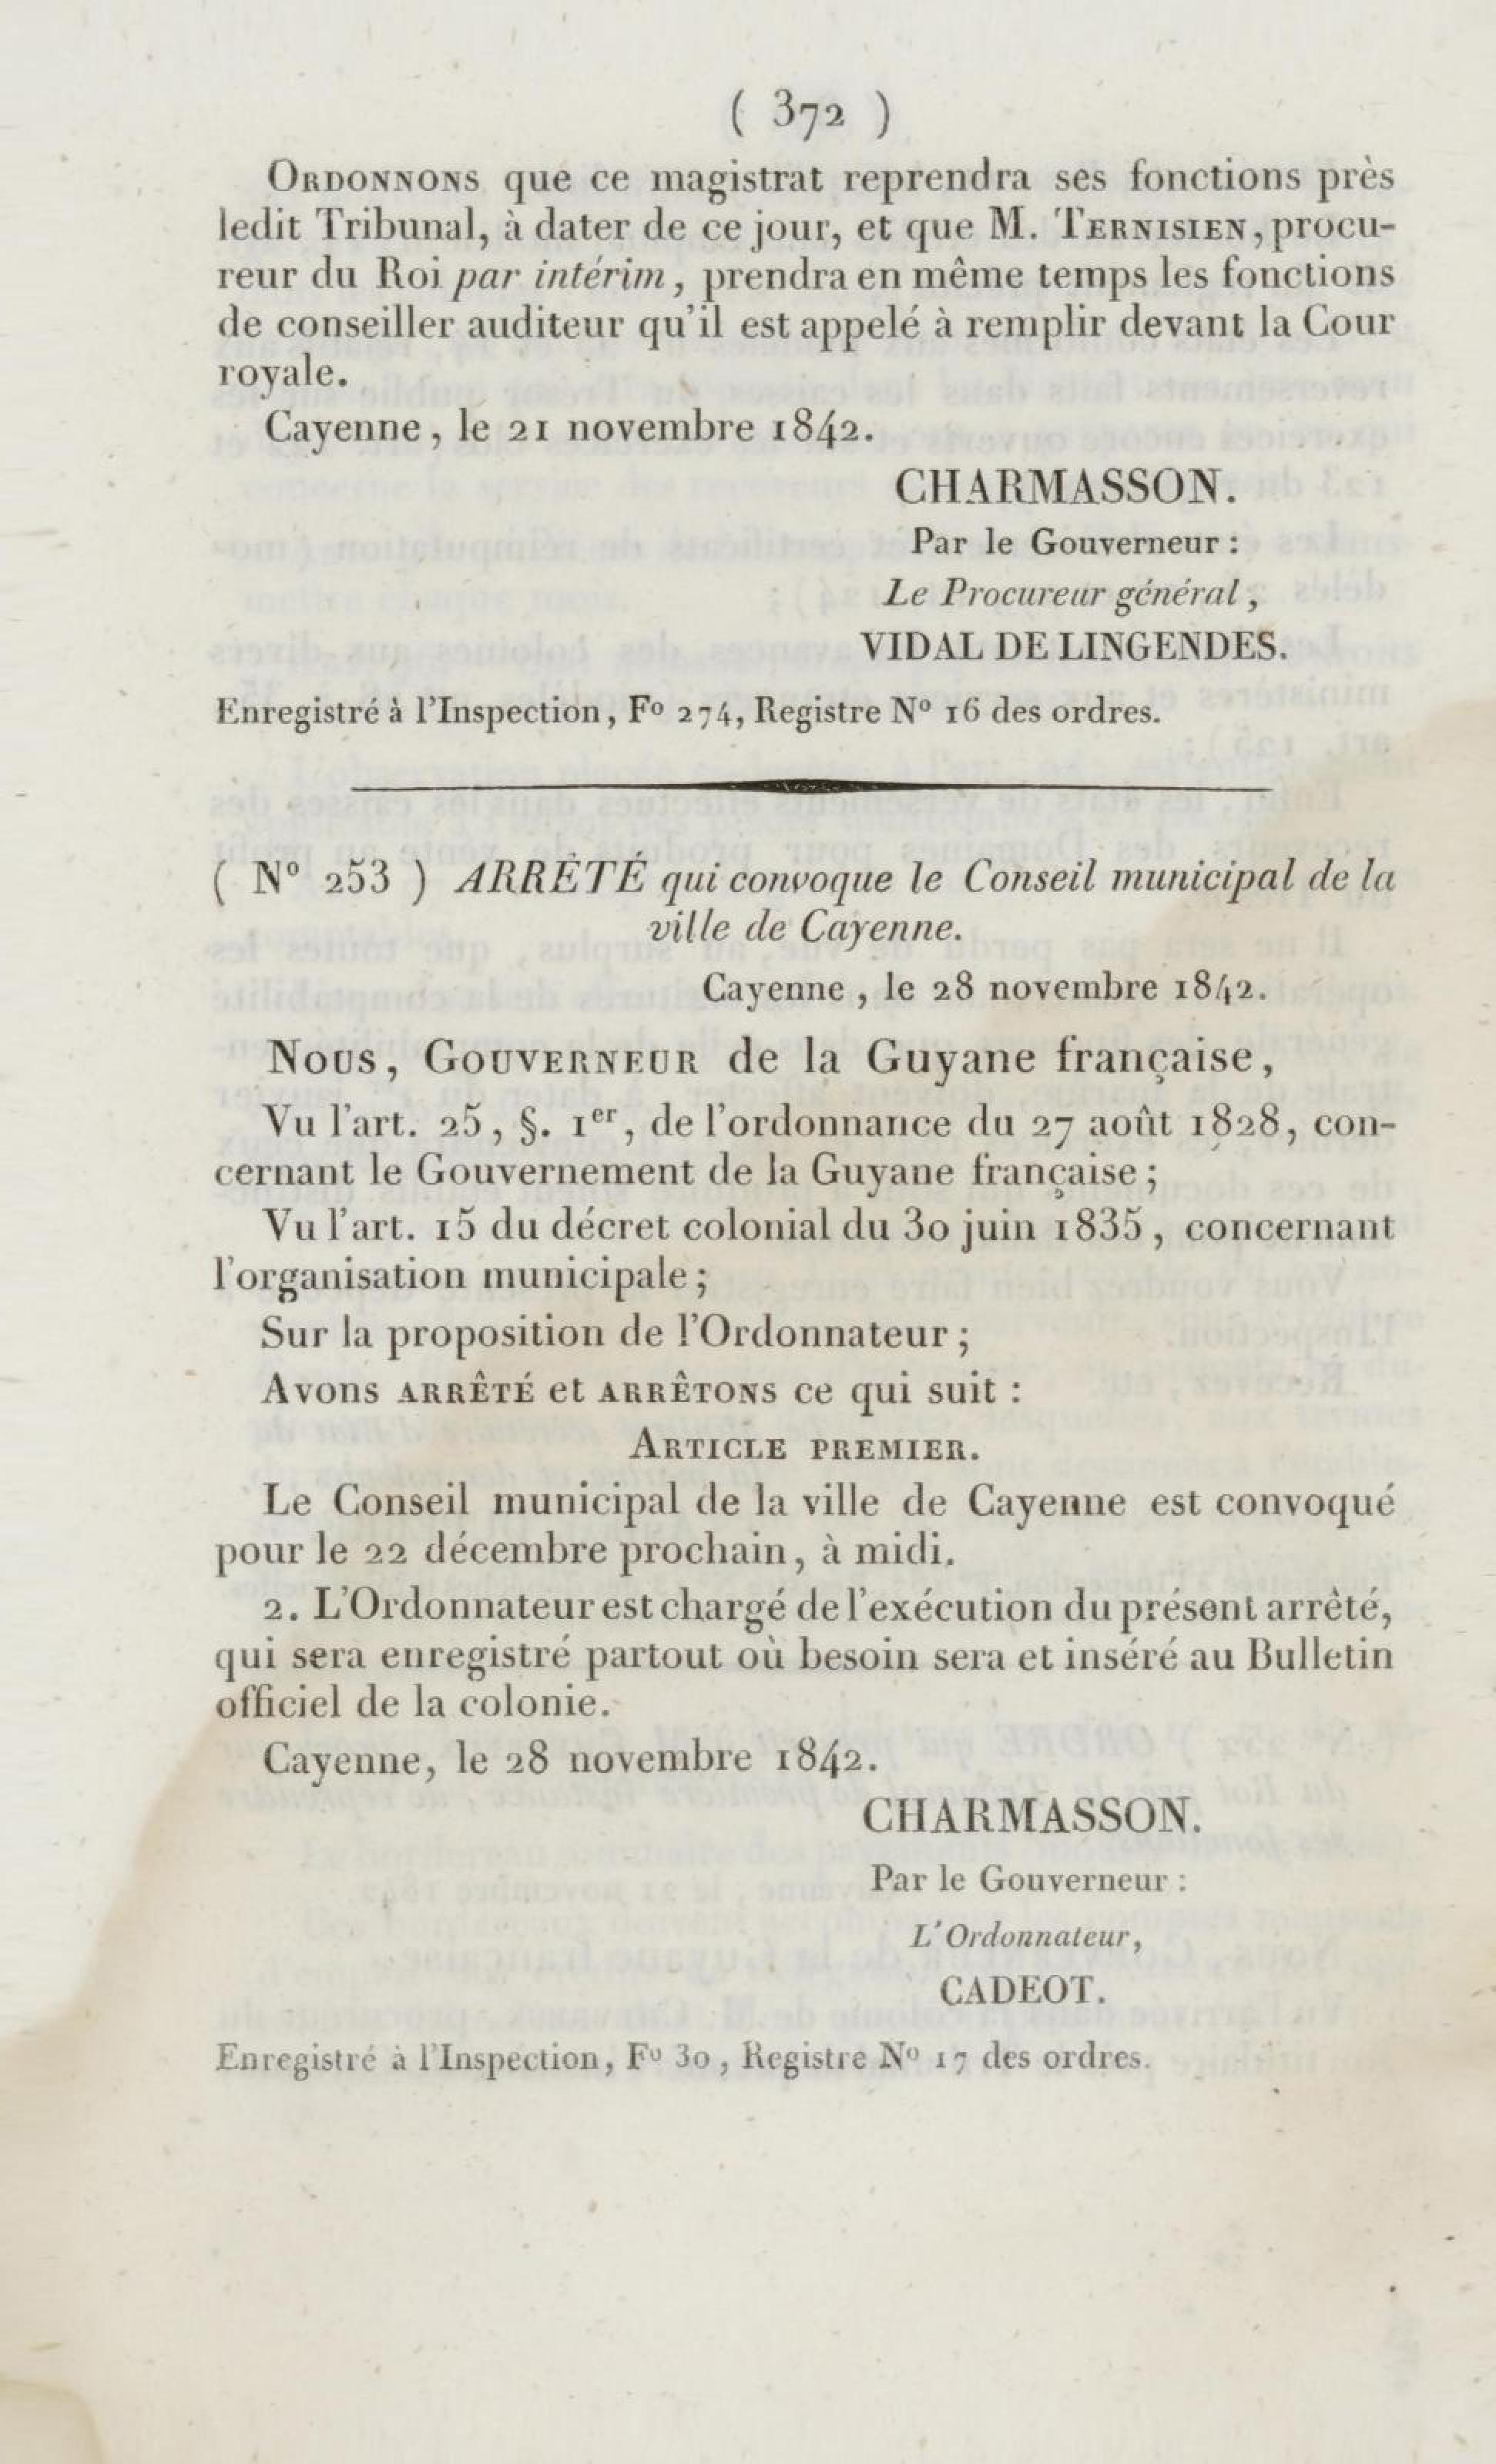 ( 372 )
ORDONNONS que ce magistrat reprendra ses fonctions près
ledit Tribunal, à dater de ce jour, et que M. TERNISIEN, procu-
reur du Roi par intérim, prendra en même temps les fonctions
de conseiller auditeur qu'il est appelé à remplir devant la Cour
royale.
Cayenne, le 21 novembre 1842.
CHARMASSON.
Par le Gouverneur :
Le Procureur général,
VIDAL DE LINGENDES.
Enregistré à l'Inspection, Fo 274, Registre No 16 des ordres.
( No 253 ) ARRÊTÉ qui convoque le Conseil municipal de la
ville de Cayenne.
Cayenne, le 28 novembre 1842.
NOUS, GOUVERNEUR de la Guyane française,
Vu l'art. 25, §. 1er, de l'ordonnance du 27 août 1828, con-
cernant le Gouvernement de la Guyane française;
Vu l'art. 15 du décret colonial du 30 juin 1835, concernant
l'organisation municipale;
Sur la proposition de l'Ordonnateur;
Avons ARRÊTÉ et ARRÊTONS ce qui suit :
ARTICLE PREMIER.
Le Conseil municipal de la ville de Cayenne est convoqué
pour le 22 décembre prochain, à midi.
2. L'Ordonnateur est chargé de l'exécution du présent arrêté,
qui sera enregistré partout où besoin sera et inséré au Bulletin
officiel de la colonie.
Cayenne, le 28 novembre 1842.
CHARMASSON.
Par le Gouverneur :
L'Ordonnateur,
CADEOT.
Enregistré à l'Inspection, Fo 30, Registre No 17 des ordres.